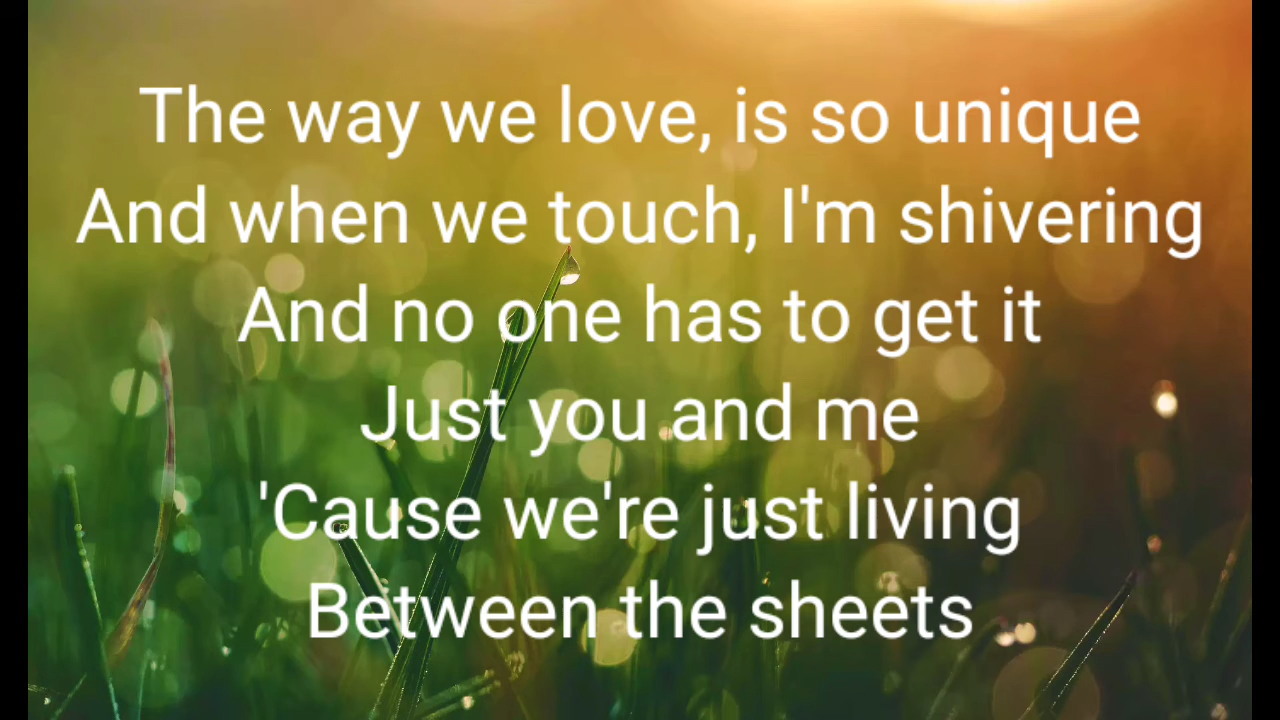 The way we love, is so unique
And when we touch, I'm shivering
And no one has to get it
Just you and me
'Cause we're just living
Between the sheets